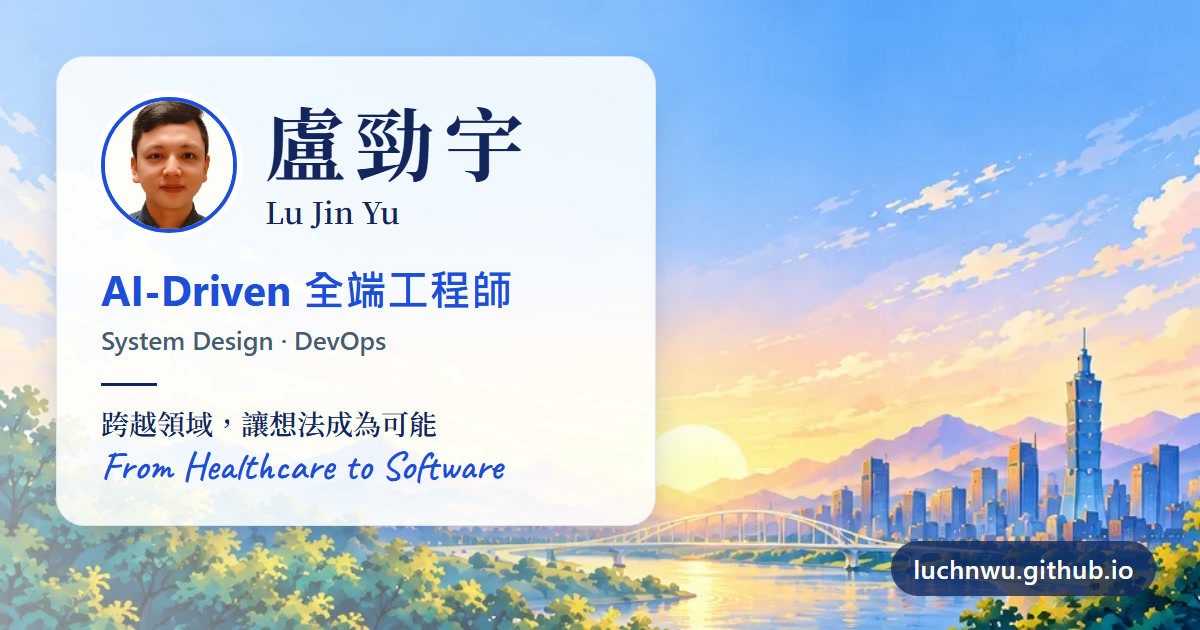 盧勁宇
Lu Jin Yu
AI-Driven 全端工程師
System Design · DevOps
跨越領域，讓想法成為可能
From Healthcare to Software
luchnwu.github.io